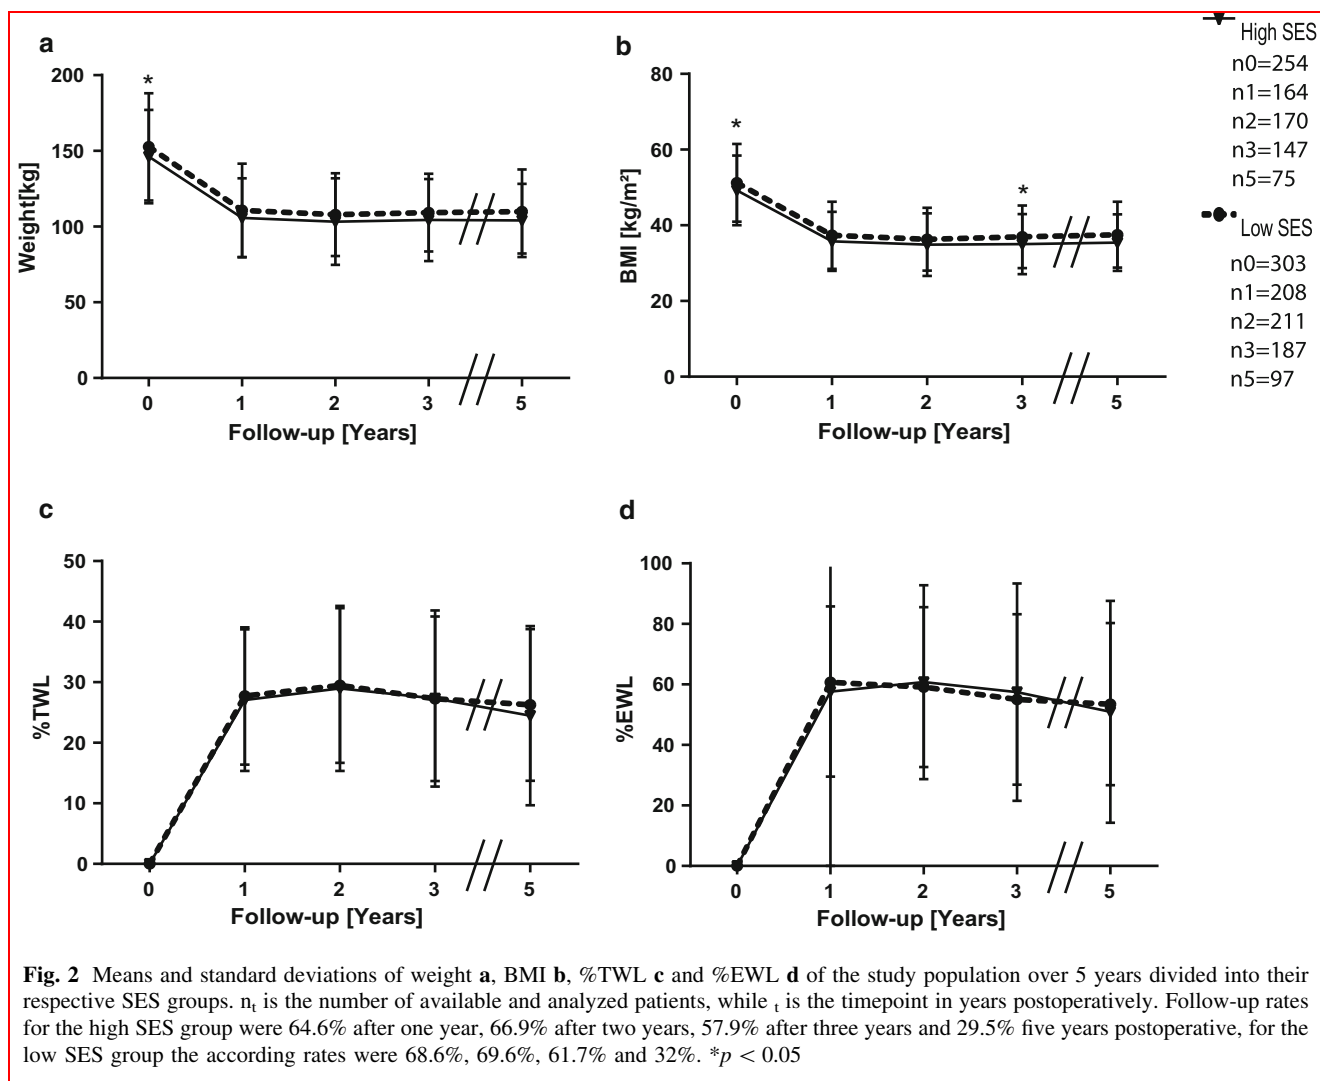 a
*
200
150
100
50
0
Weight[kg]
0 1 2 3 5
Follow-up [Years]
b
*
*
80
60
40
20
0
BMI [kg/m²]
0 1 2 3 5
Follow-up [Years]
High SES
n0=254
n1=164
n2=170
n3=147
n5=75
Low SES
n0=303
n1=208
n2=211
n3=187
n5=97
c
50
40
30
20
10
0
%TWL
0 1 2 3 5
Follow-up [Years]
d
100
80
60
40
20
0
%EWL
0 1 2 3 5
Follow-up [Years]
Fig. 2 Means and standard deviations of weight a, BMI b, %TWL c and %EWL d of the study population over 5 years divided into their
respective SES groups. nt is the number of available and analyzed patients, while t is the timepoint in years postoperatively. Follow-up rates
for the high SES group were 64.6% after one year, 66.9% after two years, 57.9% after three years and 29.5% five years postoperative, for the
low SES group the according rates were 68.6%, 69.6%, 61.7% and 32%. *p < 0.05